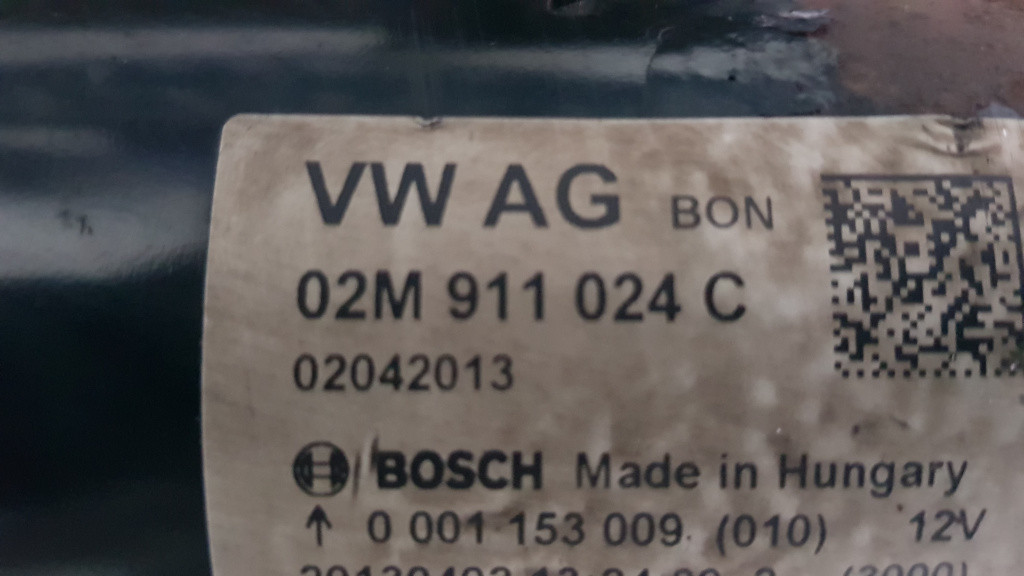 VW AG BON
02M 911 024 C
02042013
BOSCH Made in Hungary
↑ 0 001 153 009 (010) 12V